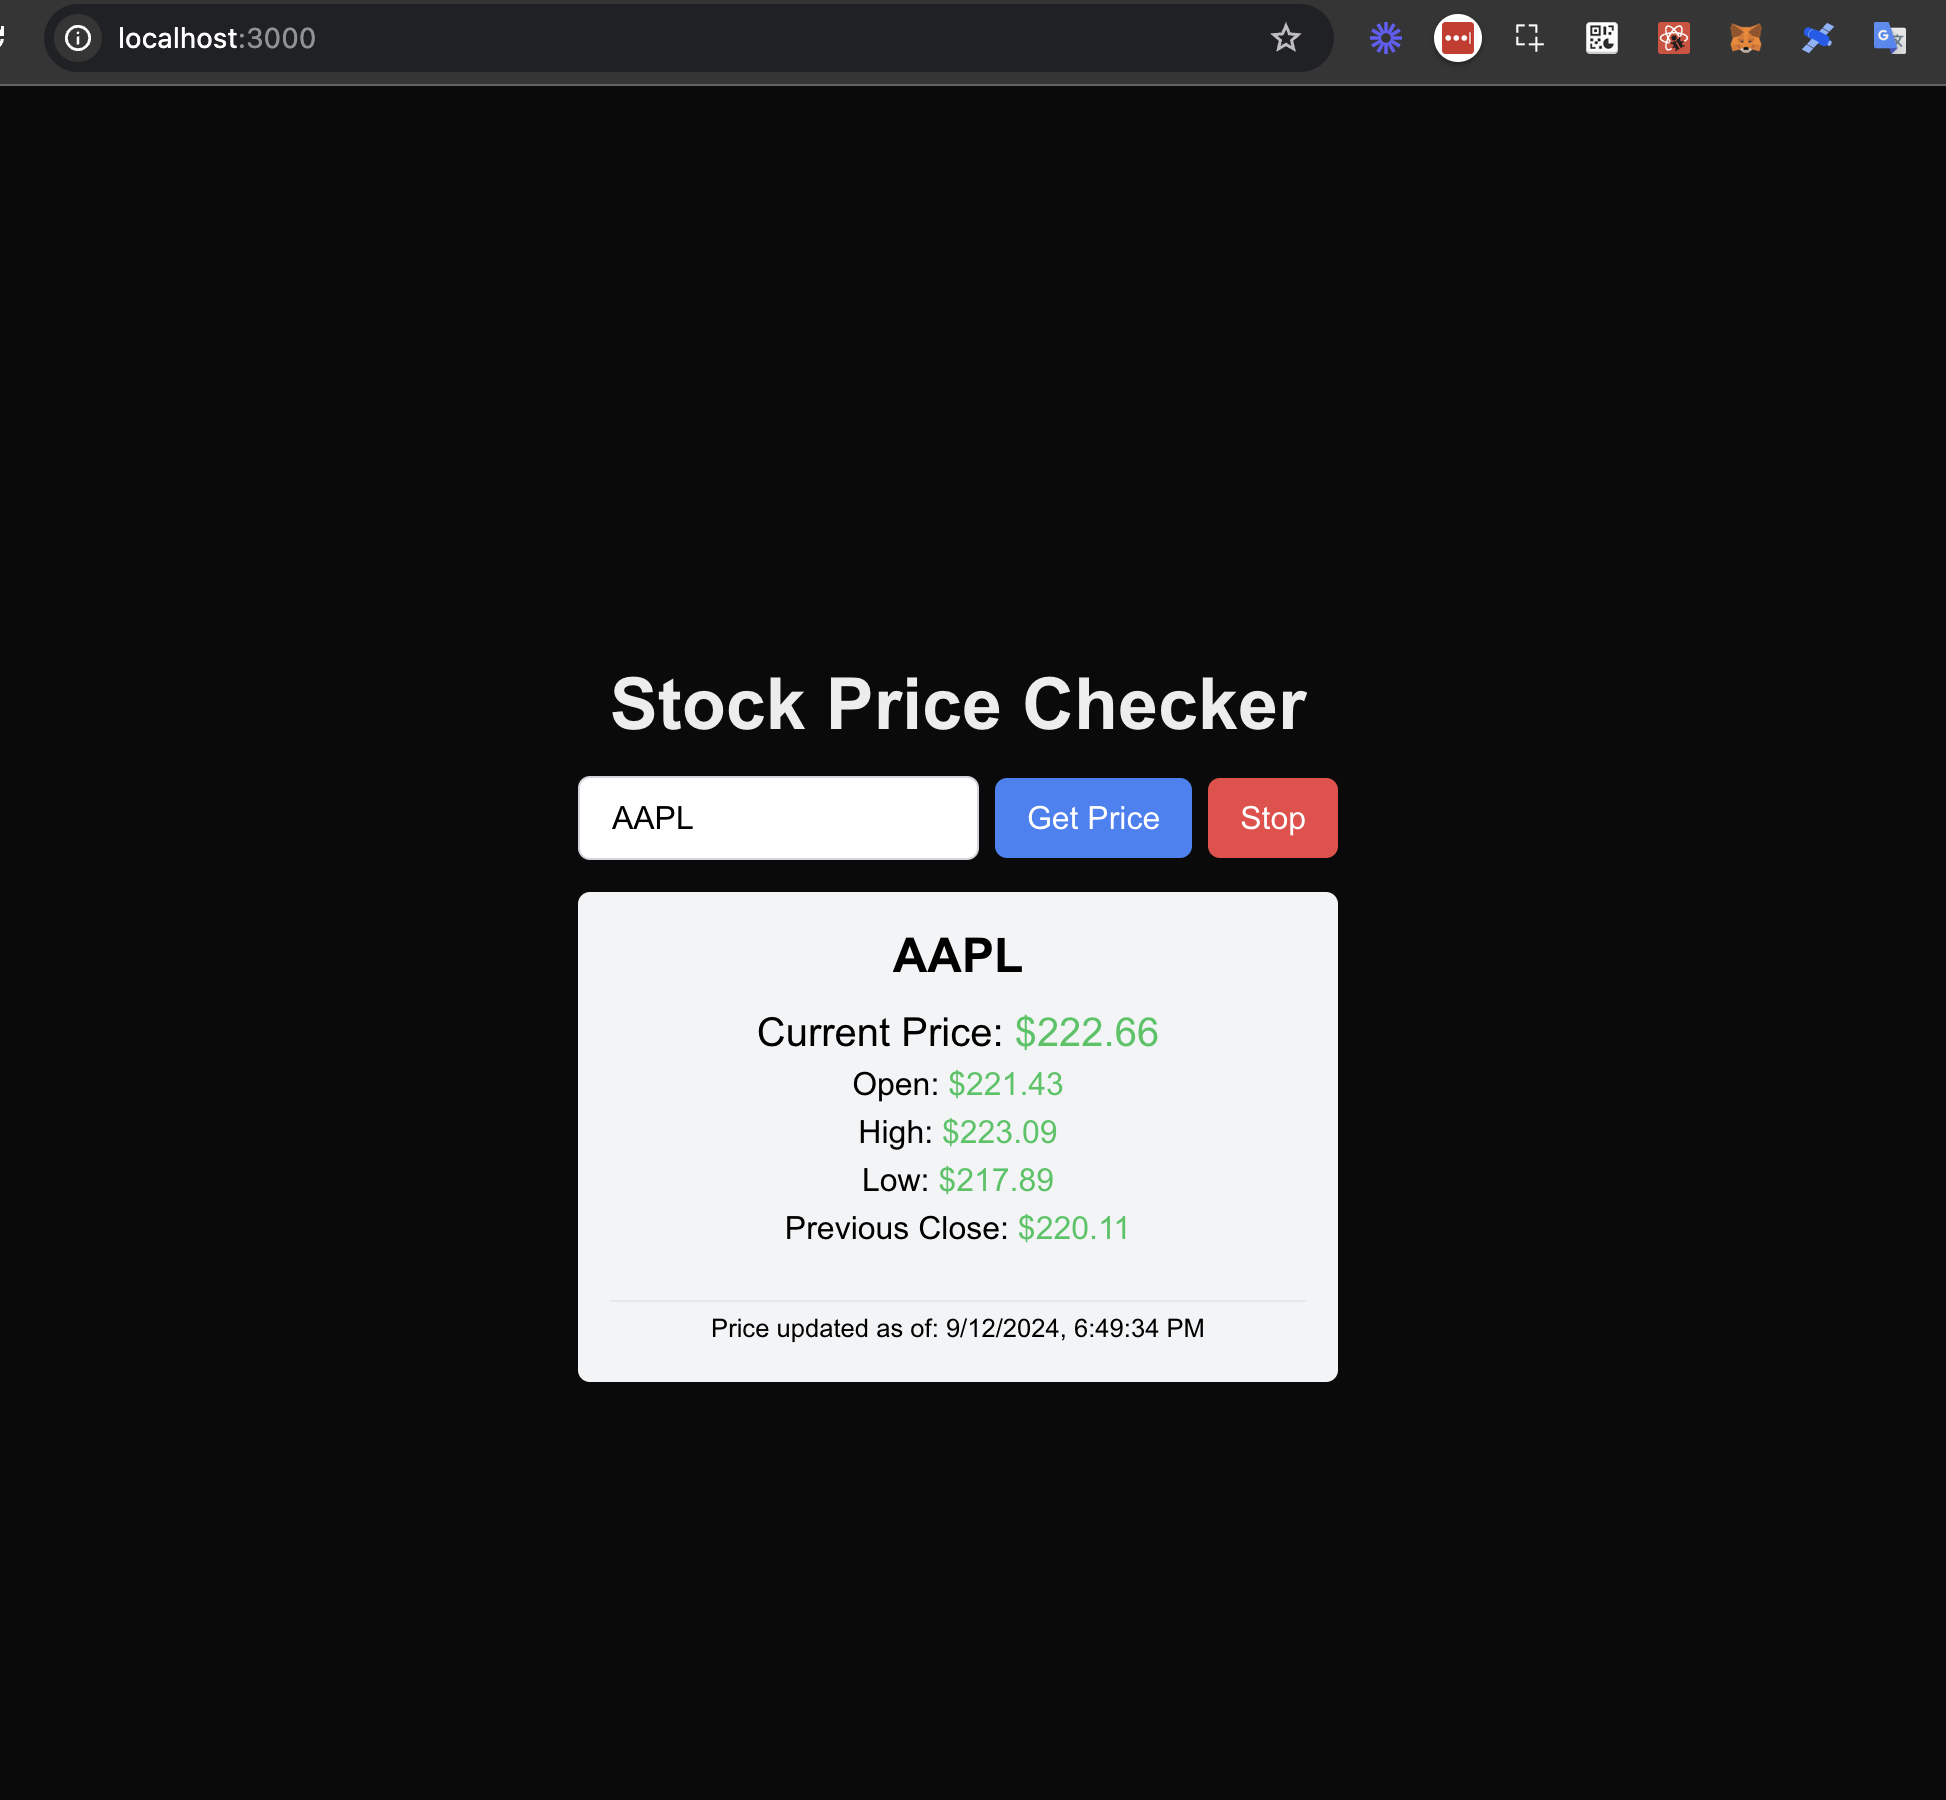 localhost:3000
Stock Price Checker
AAPL Get Price Stop
AAPL
Current Price: $222.66
Open: $221.43
High: $223.09
Low: $217.89
Previous Close: $220.11
Price updated as of: 9/12/2024, 6:49:34 PM